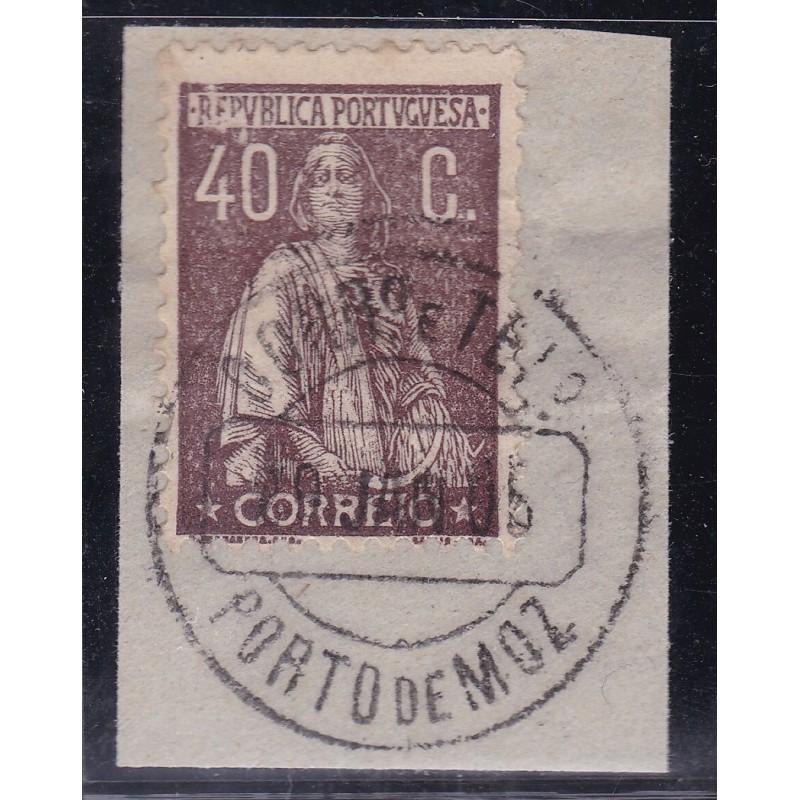 · REPVBLICA PORTVGVESA ·
40 C.
CORREIO
PORTO DE MOZ